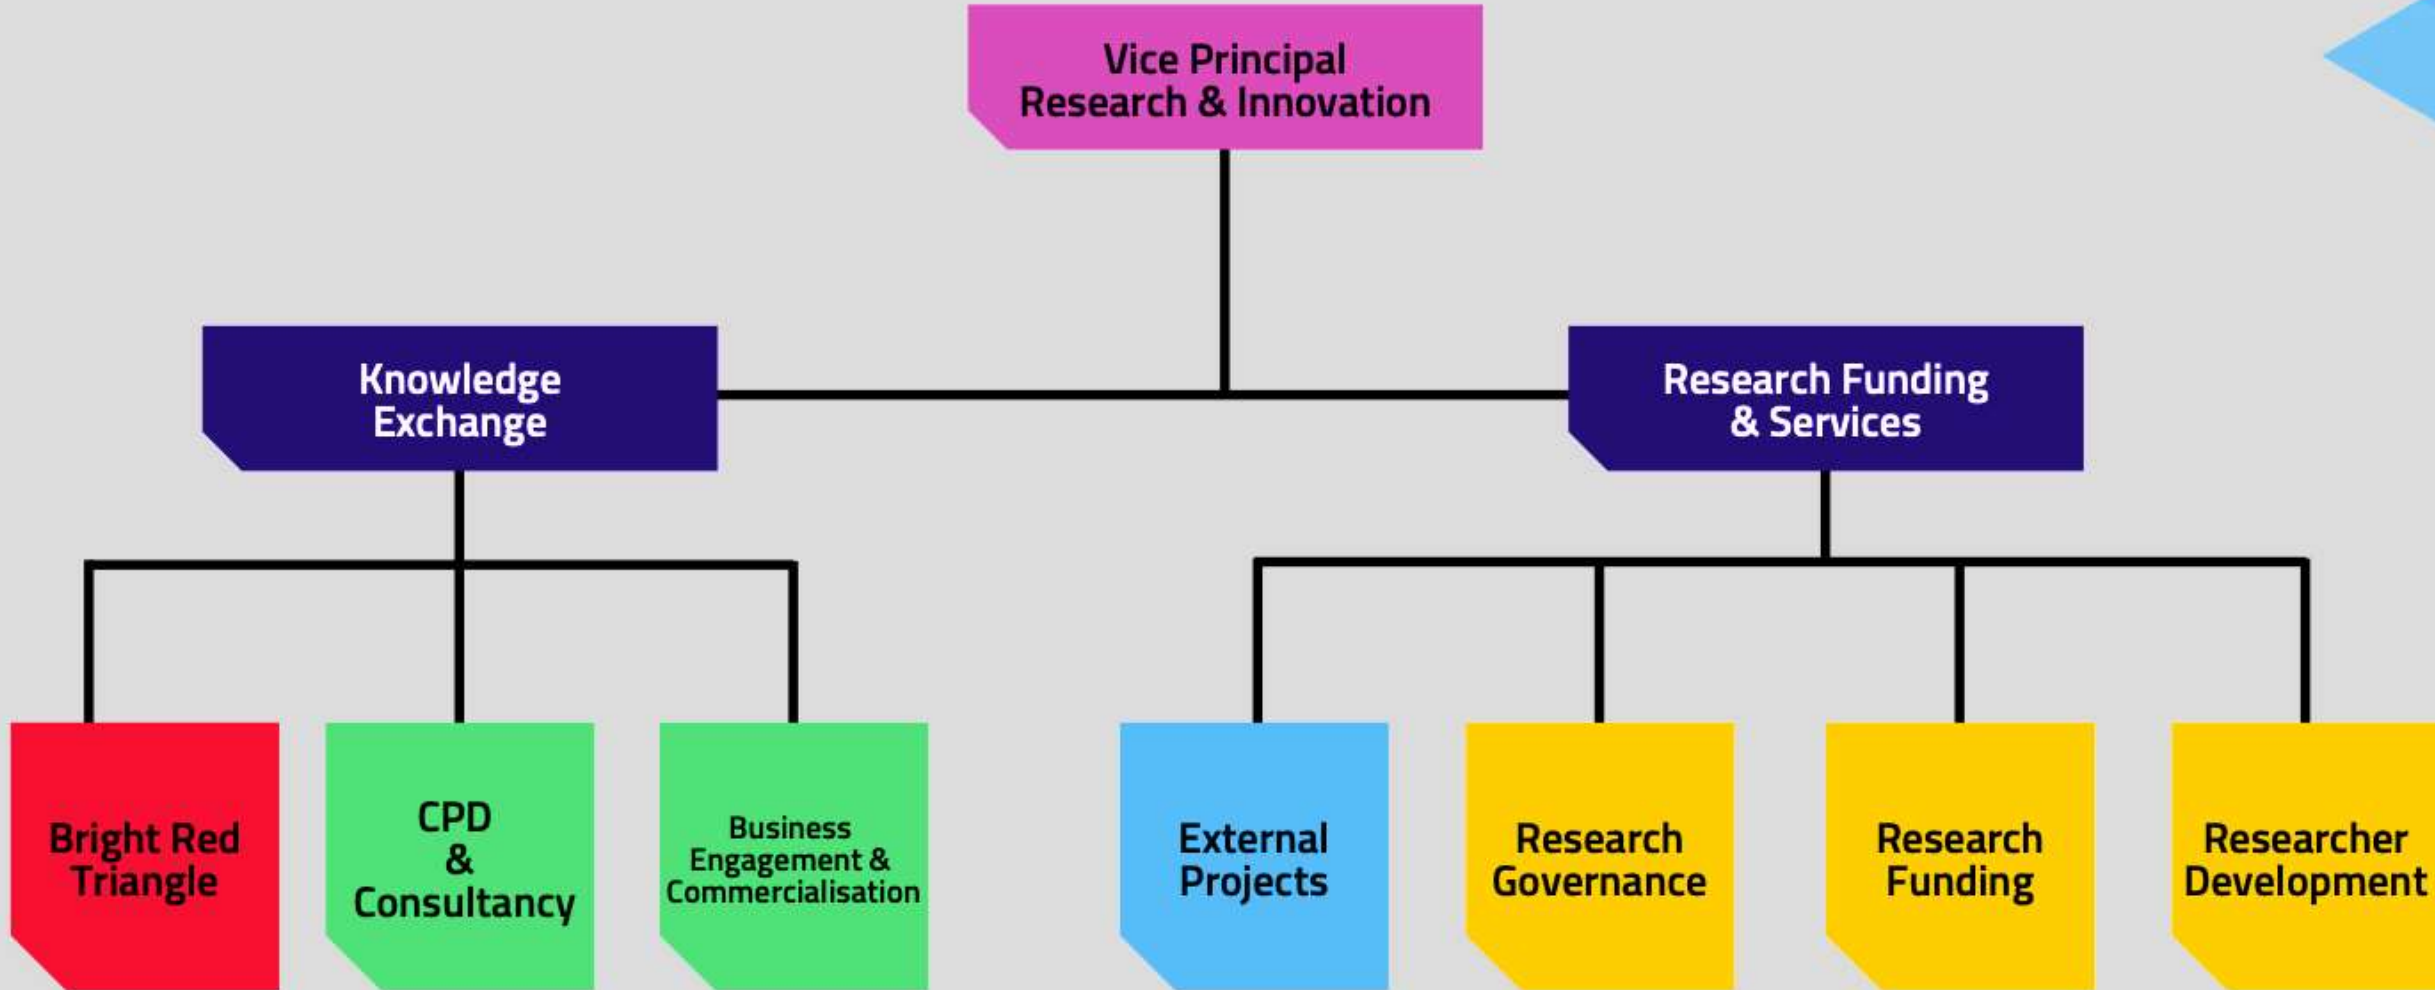 Vice Principal
Research & Innovation
Knowledge
Exchange
Research Funding
& Services
Bright Red
Triangle
CPD
&
Consultancy
Business
Engagement &
Commercialisation
External
Projects
Research
Governance
Research
Funding
Researcher
Development